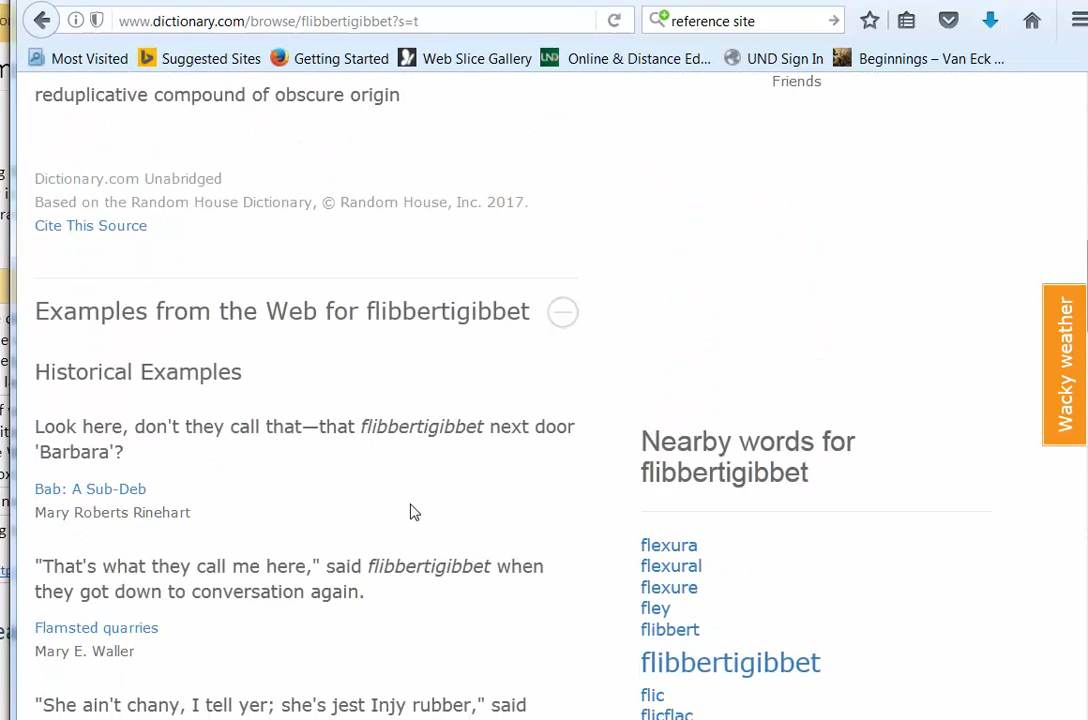 www.dictionary.com/browse/flibbertigibbet?s=t
reference site
Most Visited
Suggested Sites
Getting Started
Web Slice Gallery
UND
Online & Distance Ed...
UND Sign In
Beginnings – Van Eck ...
Friends
reduplicative compound of obscure origin
Dictionary.com Unabridged
Based on the Random House Dictionary, © Random House, Inc. 2017.
Cite This Source
Examples from the Web for flibbertigibbet
Historical Examples
Look here, don't they call that—that flibbertigibbet next door
'Barbara'?
Bab: A Sub-Deb
Mary Roberts Rinehart
"That's what they call me here," said flibbertigibbet when
they got down to conversation again.
Flamsted quarries
Mary E. Waller
"She ain't chany, I tell yer; she's jest Injy rubber," said
Wacky weather
Nearby words for
flibbertigibbet
flexura
flexural
flexure
fley
flibbert
flibbertigibbet
flic
flicflac